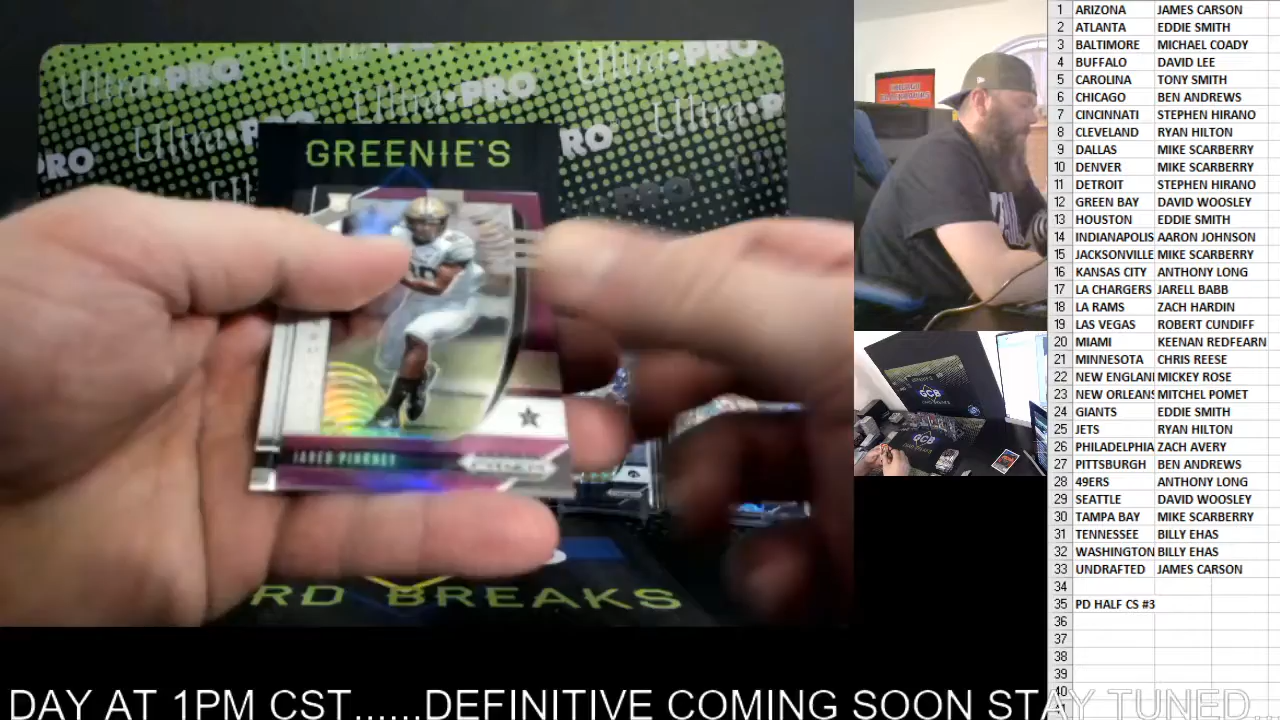 Ultra•PRO
GREENIE'S
JARED PINKNEY
PRIZM
RD BREAKS
GCB
GCB
1 ARIZONA JAMES CARSON
2 ATLANTA EDDIE SMITH
3 BALTIMORE MICHAEL COADY
4 BUFFALO DAVID LEE
5 CAROLINA TONY SMITH
6 CHICAGO BEN ANDREWS
7 CINCINNATI STEPHEN HIRANO
8 CLEVELAND RYAN HILTON
9 DALLAS MIKE SCARBERRY
10 DENVER MIKE SCARBERRY
11 DETROIT STEPHEN HIRANO
12 GREEN BAY DAVID WOOSLEY
13 HOUSTON EDDIE SMITH
14 INDIANAPOLIS AARON JOHNSON
15 JACKSONVILLE MIKE SCARBERRY
16 KANSAS CITY ANTHONY LONG
17 LA CHARGERS JARELL BABB
18 LA RAMS ZACH HARDIN
19 LAS VEGAS ROBERT CUNDIFF
20 MIAMI KEENAN REDFEARN
21 MINNESOTA CHRIS REESE
22 NEW ENGLAN MICKEY ROSE
23 NEW ORLEANS MITCHEL POMET
24 GIANTS EDDIE SMITH
25 JETS RYAN HILTON
26 PHILADELPHIA ZACH AVERY
27 PITTSBURGH BEN ANDREWS
28 49ERS ANTHONY LONG
29 SEATTLE DAVID WOOSLEY
30 TAMPA BAY MIKE SCARBERRY
31 TENNESSEE BILLY EHAS
32 WASHINGTON BILLY EHAS
33 UNDRAFTED JAMES CARSON
34
35 PD HALF CS #3
36
37
38
39
40
DAY AT 1PM CST......DEFINITIVE COMING SOON STAY TUNED...